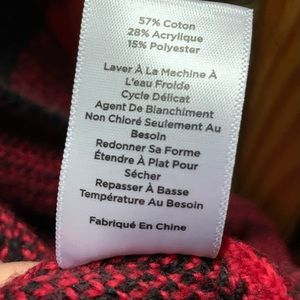 57% Coton
28% Acrylique
15% Polyester
Laver À La Machine À
L'eau Froide
Cycle Délicat
Agent De Blanchiment
Non Chloré Seulement Au
Besoin
Redonner Sa Forme
Étendre À Plat Pour
Sécher
Repasser À Basse
Température Au Besoin
Fabriqué En Chine